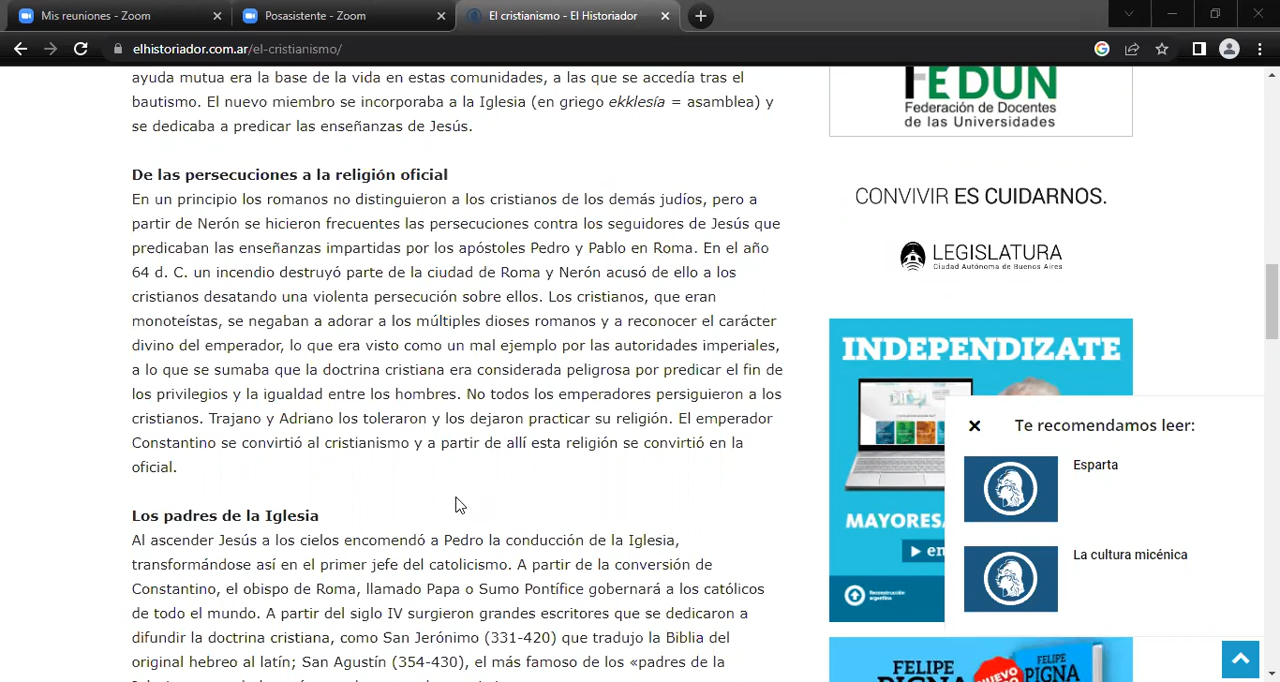 Mis reuniones - Zoom
Posasistente - Zoom
El cristianismo - El Historiador
elhistoriador.com.ar/el-cristianismo/
ayuda mutua era la base de la vida en estas comunidades, a las que se accedía tras el
bautismo. El nuevo miembro se incorporaba a la Iglesia (en griego ekklesía = asamblea) y
se dedicaba a predicar las enseñanzas de Jesús.
De las persecuciones a la religión oficial
En un principio los romanos no distinguieron a los cristianos de los demás judíos, pero a
partir de Nerón se hicieron frecuentes las persecuciones contra los seguidores de Jesús que
predicaban las enseñanzas impartidas por los apóstoles Pedro y Pablo en Roma. En el año
64 d. C. un incendio destruyó parte de la ciudad de Roma y Nerón acusó de ello a los
cristianos desatando una violenta persecución sobre ellos. Los cristianos, que eran
monoteístas, se negaban a adorar a los múltiples dioses romanos y a reconocer el carácter
divino del emperador, lo que era visto como un mal ejemplo por las autoridades imperiales,
a lo que se sumaba que la doctrina cristiana era considerada peligrosa por predicar el fin de
los privilegios y la igualdad entre los hombres. No todos los emperadores persiguieron a los
cristianos. Trajano y Adriano los toleraron y los dejaron practicar su religión. El emperador
Constantino se convirtió al cristianismo y a partir de allí esta religión se convirtió en la
oficial.
Los padres de la Iglesia
Al ascender Jesús a los cielos encomendó a Pedro la conducción de la Iglesia,
transformándose así en el primer jefe del catolicismo. A partir de la conversión de
Constantino, el obispo de Roma, llamado Papa o Sumo Pontífice gobernará a los católicos
de todo el mundo. A partir del siglo IV surgieron grandes escritores que se dedicaron a
difundir la doctrina cristiana, como San Jerónimo (331-420) que tradujo la Biblia del
original hebreo al latín; San Agustín (354-430), el más famoso de los «padres de la
FEDUN
Federación de Docentes
de las Universidades
CONVIVIR ES CUIDARNOS.
LEGISLATURA
Ciudad Autónoma de Buenos Aires
INDEPENDIZATE
MAYORES
en
Te recomendamos leer:
Esparta
La cultura micénica
FELIPE
PIGNA
NUEVO
FELIPE
PIGNA